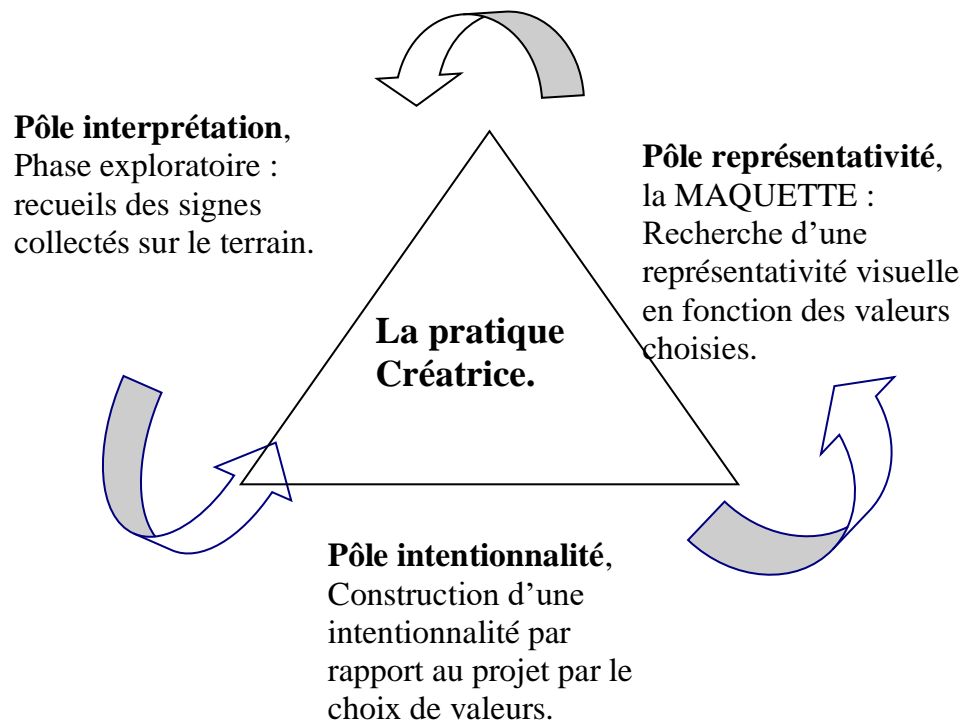 Pôle interprétation,
Phase exploratoire :
recueils des signes
collectés sur le terrain.
Pôle représentativité,
la MAQUETTE :
Recherche d’une
représentativité visuelle
en fonction des valeurs
choisies.
La pratique
Créatrice.
Pôle intentionnalité,
Construction d’une
intentionnalité par
rapport au projet par le
choix de valeurs.